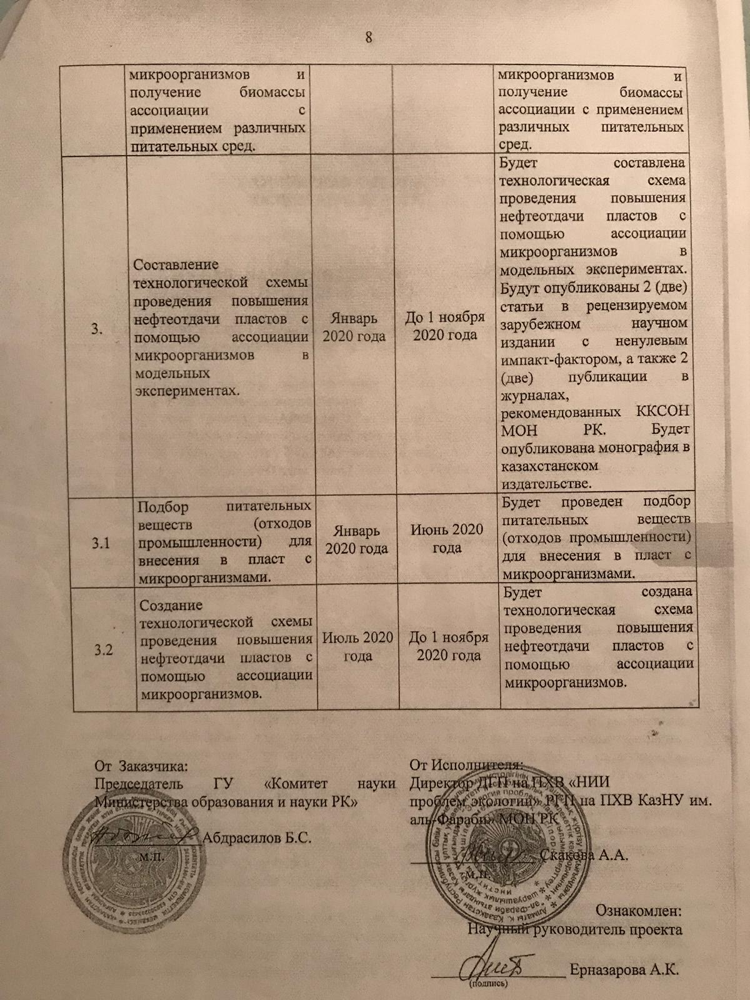 8
микроорганизмов и
получение биомассы
ассоциации с
применением различных
питательных сред.
микроорганизмов и
получение биомассы
ассоциации с применением
различных питательных
сред.
3.
Составление
технологической схемы
проведения повышения
нефтеотдачи пластов с
помощью ассоциации
микроорганизмов в
модельных
экспериментах.
Январь
2020 года
До 1 ноября
2020 года
Будет составлена
технологическая схема
проведения повышения
нефтеотдачи пластов с
помощью ассоциации
микроорганизмов в
модельных экспериментах.
Будут опубликованы 2 (две)
статьи в рецензируемом
зарубежном научном
издании с ненулевым
импакт-фактором, а также 2
(две) публикации в
журналах,
рекомендованных ККСОН
МОН РК. Будет
опубликована монография в
казахстанском
издательстве.
3.1
Подбор питательных
веществ (отходов
промышленности) для
внесения в пласт с
микроорганизмами.
Январь
2020 года
Июнь 2020
года
Будет проведен подбор
питательных веществ
(отходов промышленности)
для внесения в пласт с
микроорганизмами.
3.2
Создание
технологической схемы
проведения повышения
нефтеотдачи пластов с
помощью ассоциации
микроорганизмов.
Июль 2020
года
До 1 ноября
2020 года
Будет создана
технологическая схема
проведения повышения
нефтеотдачи пластов с
помощью ассоциации
микроорганизмов.
От Заказчика:
Председатель ГУ «Комитет науки
Министерства образования и науки РК»
Абдрасилов Б.С.
м.п.
От Исполнителя:
Директор ДГП на ПХВ «НИИ
проблем экологии» РГП на ПХВ КазНУ им.
аль-Фараби» МОН РК
Скакова А.А.
м.п.
Ознакомлен:
Научный руководитель проекта
Ерназарова А.К.
(подпись)